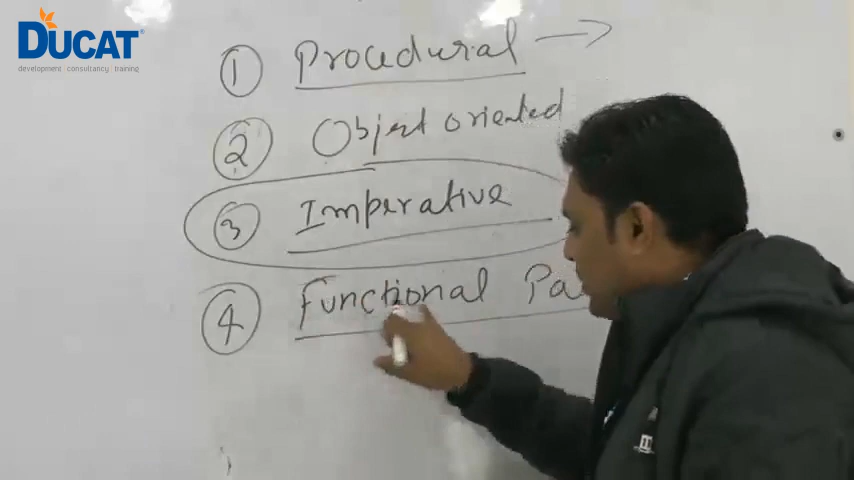 DUCAT
development consultancy training
1 Procedural →
2 Object oriented
3 Imperative
4 Functional Pa